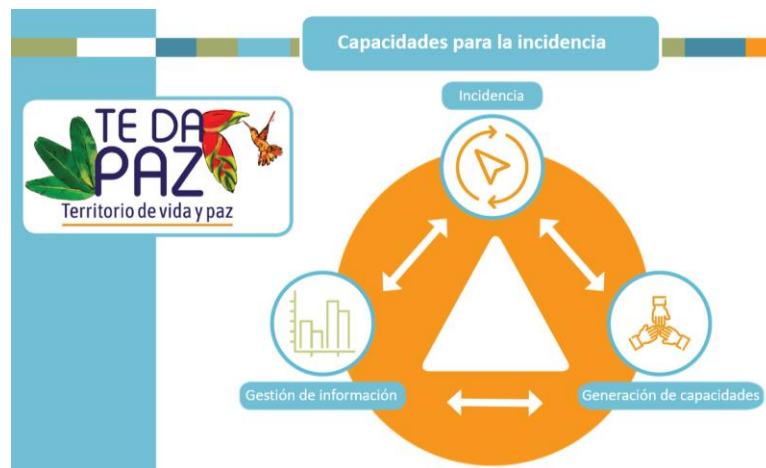 Capacidades para la incidencia
Incidencia
TE DA
PAZ
Territorio de vida y paz
Gestión de información
Generación de capacidades